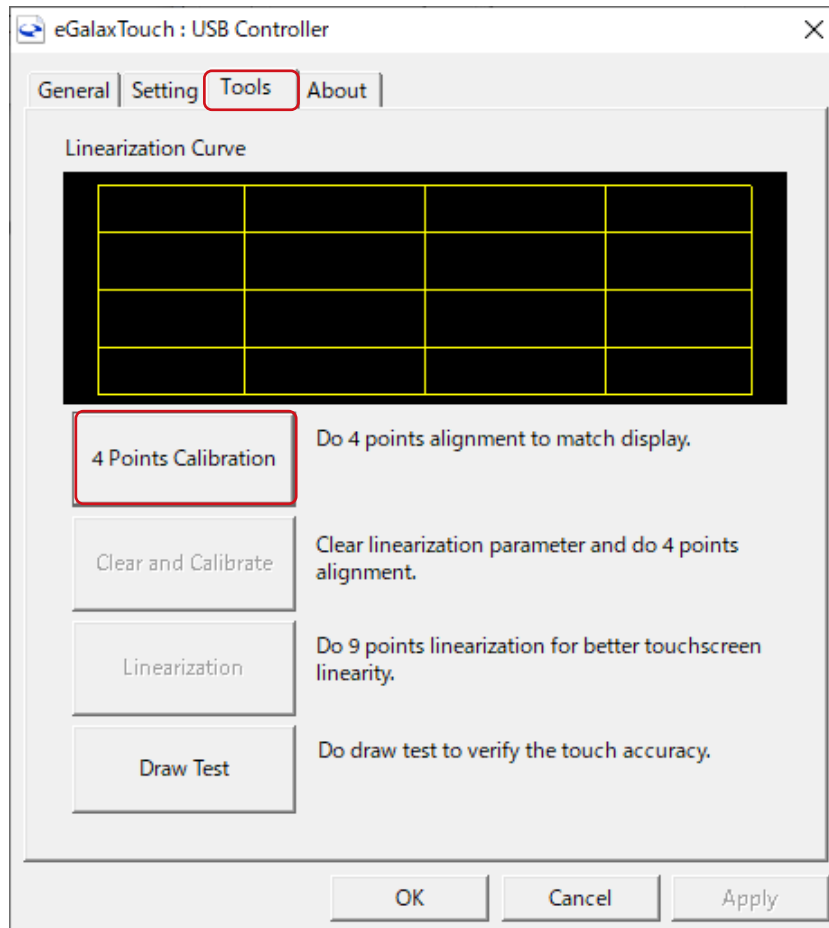 eGalaxTouch : USB Controller
General Setting Tools About
Linearization Curve
4 Points Calibration
Do 4 points alignment to match display.
Clear and Calibrate
Clear linearization parameter and do 4 points
alignment.
Linearization
Do 9 points linearization for better touchscreen
linearity.
Draw Test
Do draw test to verify the touch accuracy.
OK Cancel Apply